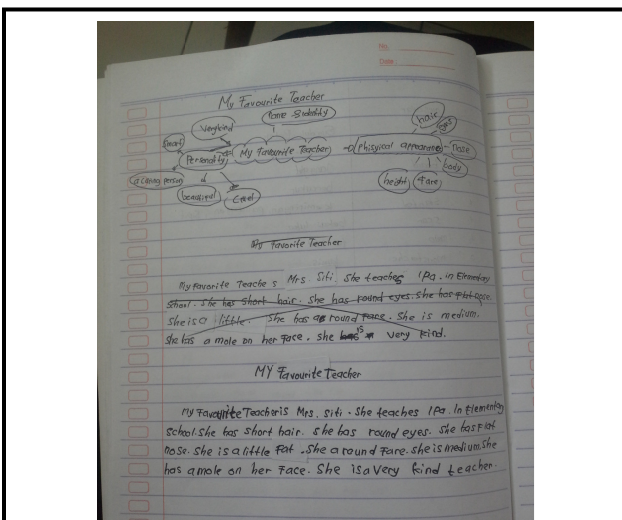 No.
Date:
My Favourite Teacher
hair
Very kind
Smart
Personality
My Favourite Teacher
Phisycal appearance
nose
a Caring person
body
beautiful
Cool
height
Face
My Favorite Teacher
My Favorite Teache s Mrs. Siti. She teaches IPa. in Elementary
School. She has short hair. She has round eyes. She has Flat nose.
She is a little. She has a round Face. She is medium.
She has a mole on her Face. She is very kind.
MY Favourite Teacher
My Favourite Teacher is Mrs. Siti. She teaches IPa. In Elementary
School. She has short hair. She has round eyes. She has Flat
nose. She is a little Fat. She a round Fare. She is medium. She
has a mole on her Face. She is a Very kind teacher.